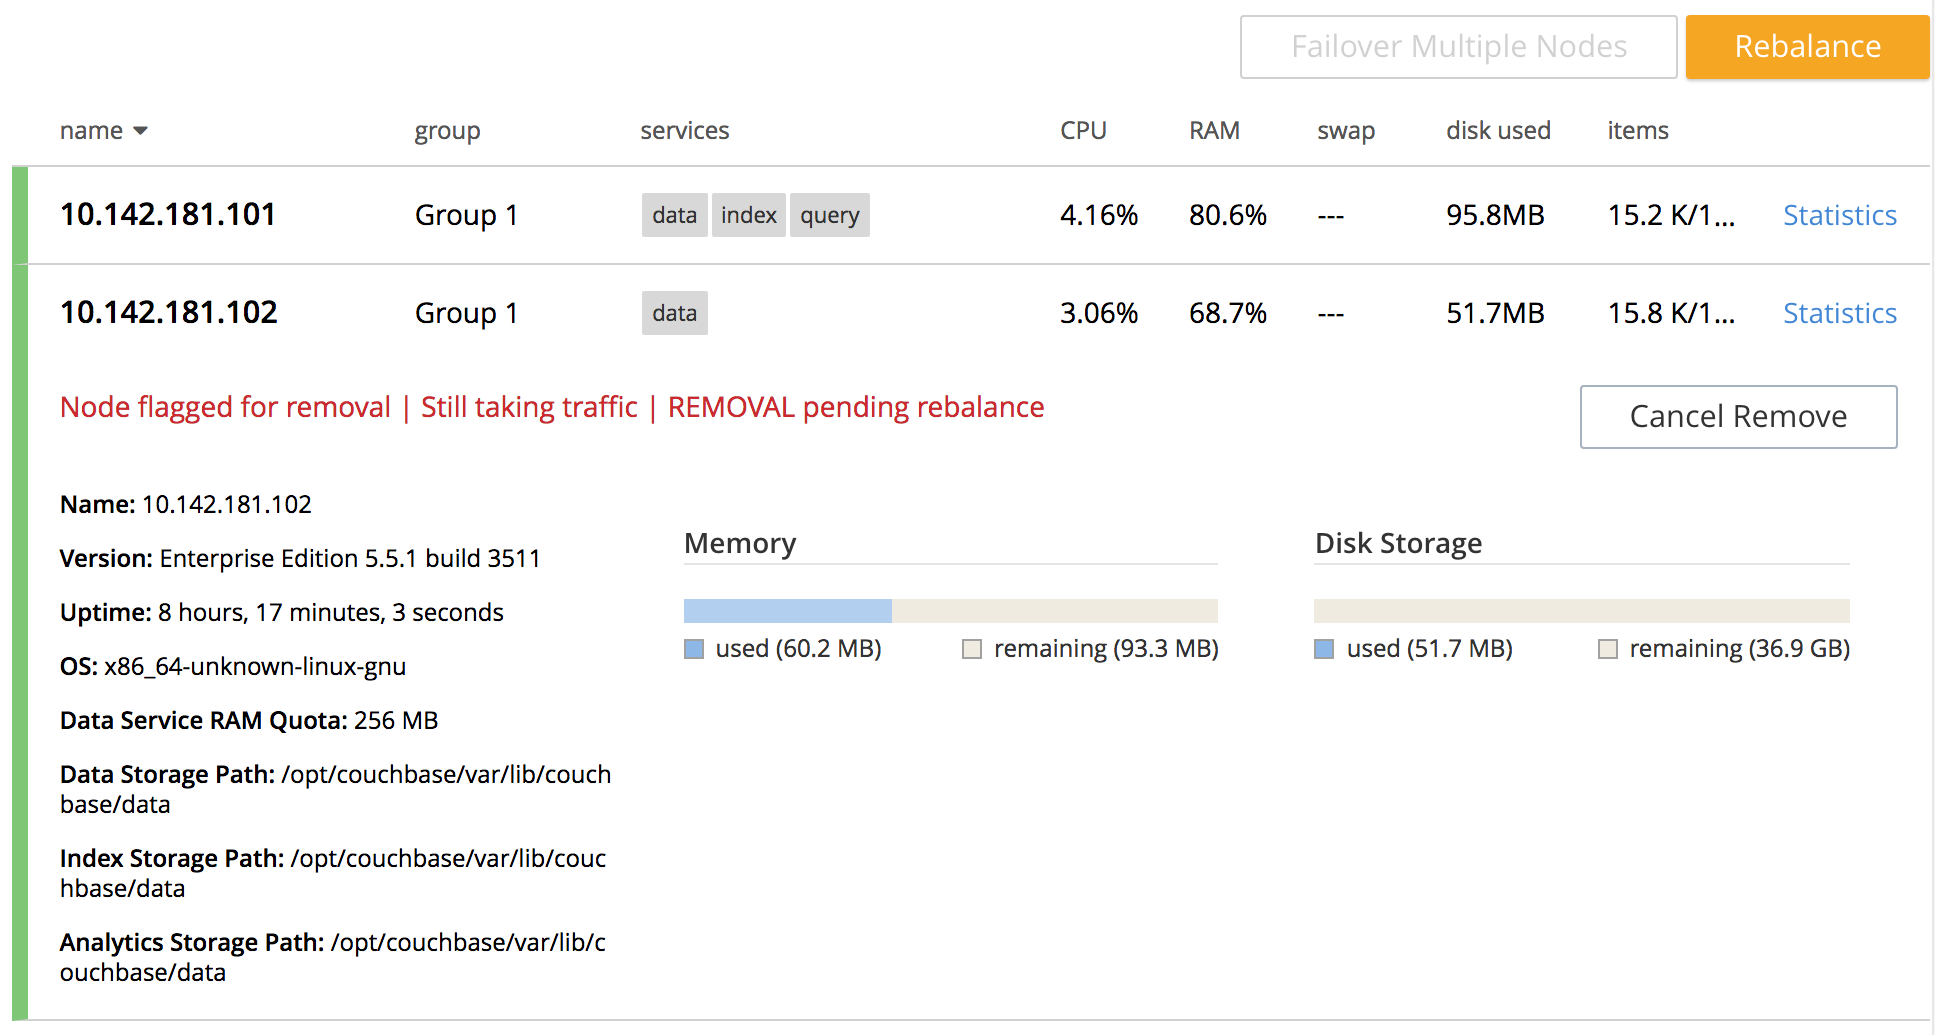 Failover Multiple Nodes Rebalance
name group services CPU RAM swap disk used items
10.142.181.101 Group 1 data index query 4.16% 80.6% --- 95.8MB 15.2 K/1... Statistics
10.142.181.102 Group 1 data 3.06% 68.7% --- 51.7MB 15.8 K/1... Statistics
Node flagged for removal | Still taking traffic | REMOVAL pending rebalance Cancel Remove
Name: 10.142.181.102
Version: Enterprise Edition 5.5.1 build 3511
Uptime: 8 hours, 17 minutes, 3 seconds
OS: x86_64-unknown-linux-gnu
Data Service RAM Quota: 256 MB
Data Storage Path: /opt/couchbase/var/lib/couch
base/data
Index Storage Path: /opt/couchbase/var/lib/couc
hbase/data
Analytics Storage Path: /opt/couchbase/var/lib/c
ouchbase/data
Memory
used (60.2 MB) remaining (93.3 MB)
Disk Storage
used (51.7 MB) remaining (36.9 GB)